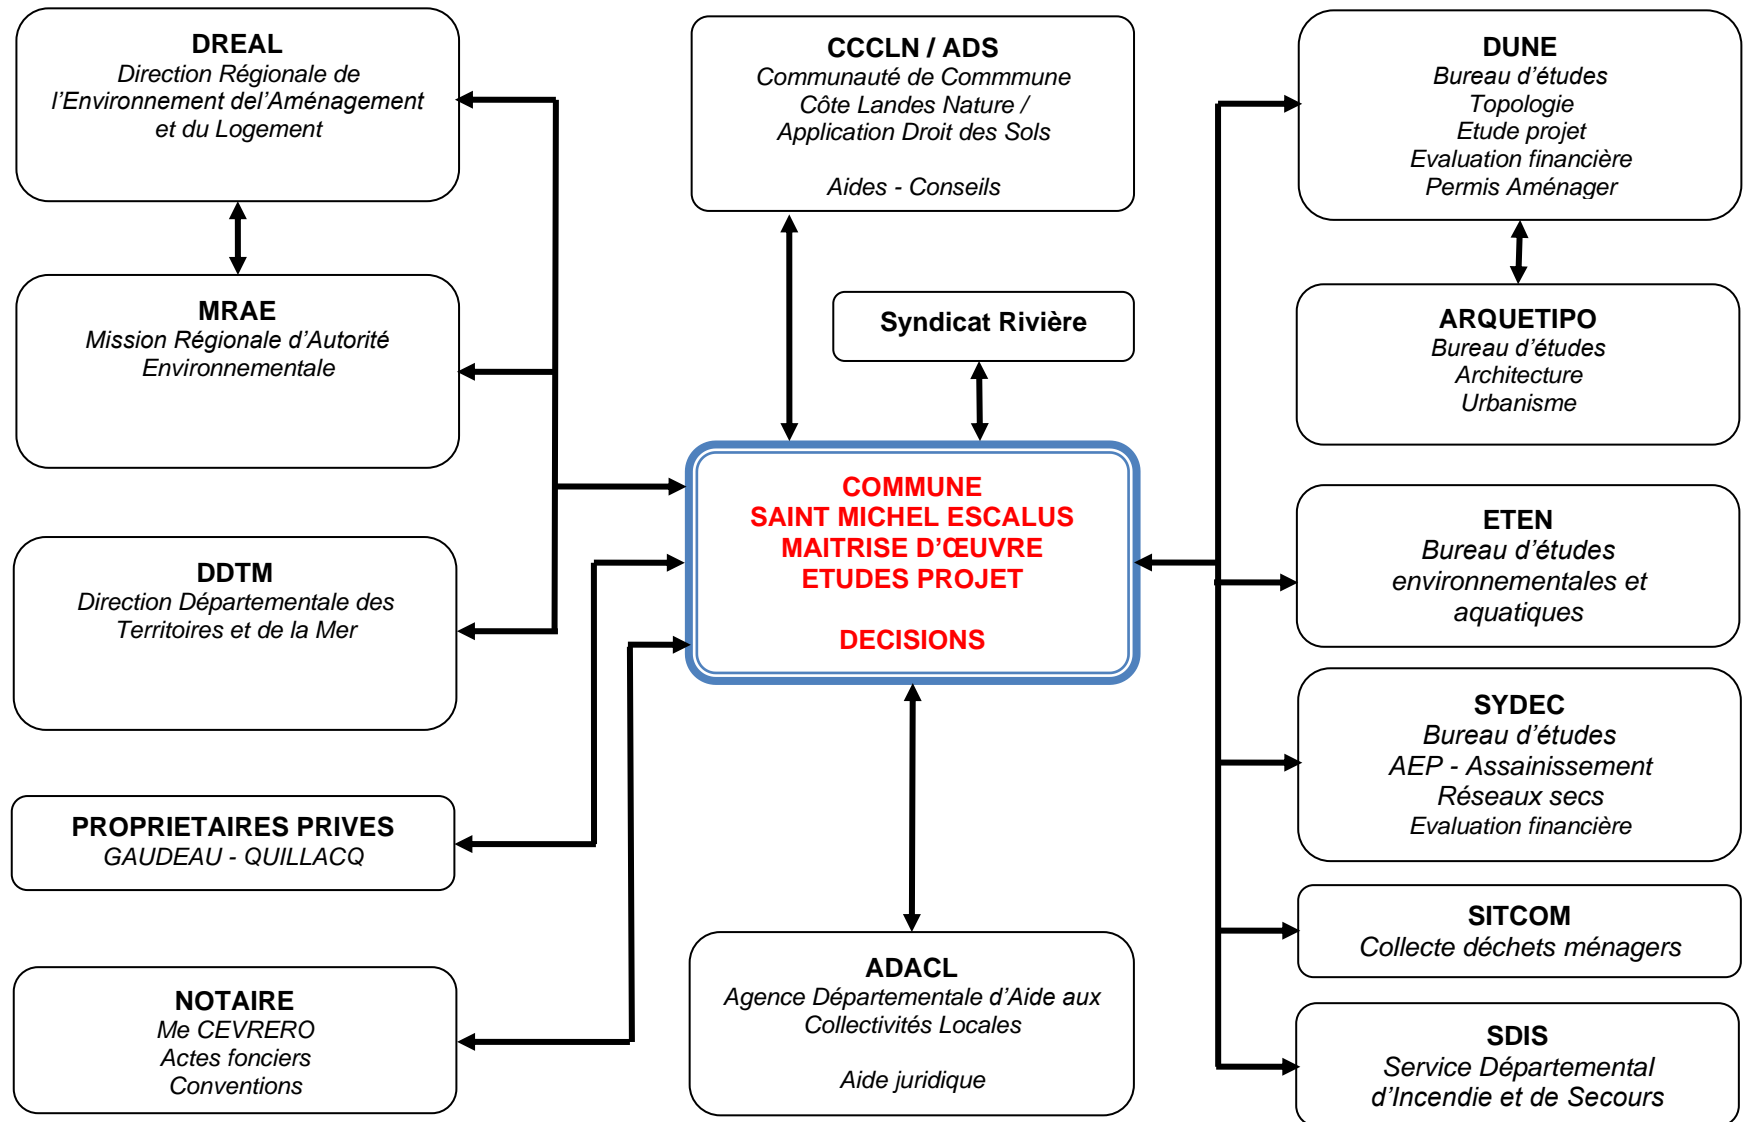 DREAL
Direction Régionale de
l'Environnement del'Aménagement
et du Logement
MRAE
Mission Régionale d'Autorité
Environnementale
DDTM
Direction Départementale des
Territoires et de la Mer
PROPRIETAIRES PRIVES
GAUDEAU - QUILLACQ
NOTAIRE
Me CEVRERO
Actes fonciers
Conventions
CCCLN / ADS
Communauté de Commmune
Côte Landes Nature /
Application Droit des Sols
Aides - Conseils
Syndicat Rivière
COMMUNE
SAINT MICHEL ESCALUS
MAITRISE D'ŒUVRE
ETUDES PROJET
DECISIONS
ADACL
Agence Départementale d'Aide aux
Collectivités Locales
Aide juridique
DUNE
Bureau d'études
Topologie
Etude projet
Evaluation financière
Permis Aménager
ARQUETIPO
Bureau d'études
Architecture
Urbanisme
ETEN
Bureau d'études
environnementales et
aquatiques
SYDEC
Bureau d'études
AEP - Assainissement
Réseaux secs
Evaluation financière
SITCOM
Collecte déchets ménagers
SDIS
Service Départemental
d'Incendie et de Secours